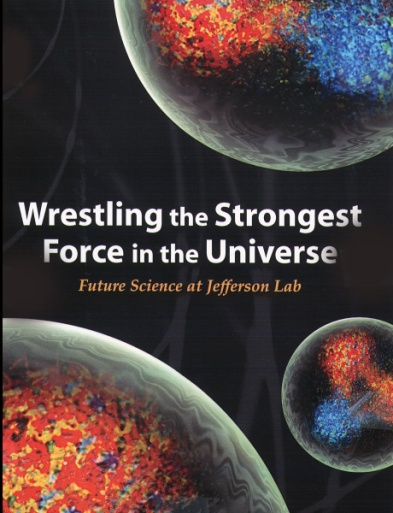 Wrestling the Strongest
Force in the Universe
Future Science at Jefferson Lab